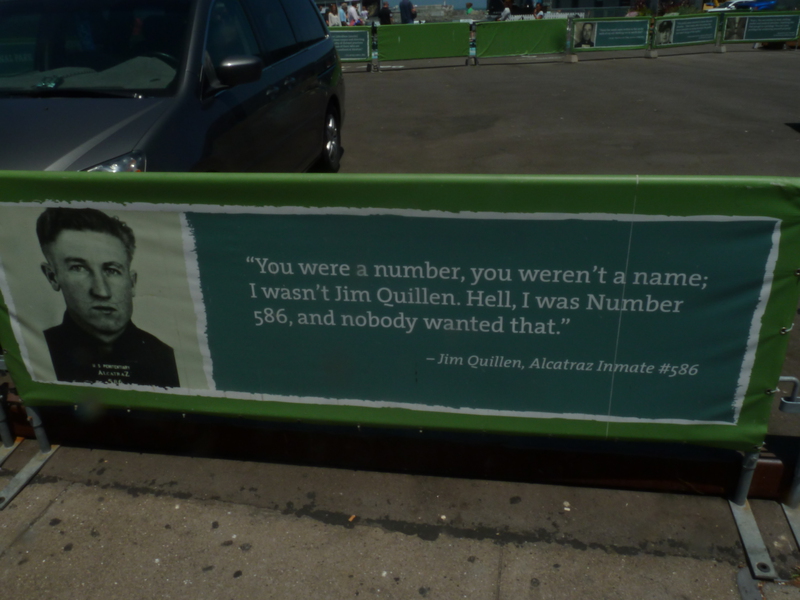 “You were a number, you weren’t a name;
I wasn’t Jim Quillen. Hell, I was Number
586, and nobody wanted that.”
– Jim Quillen, Alcatraz Inmate #586
ALCATRAZ